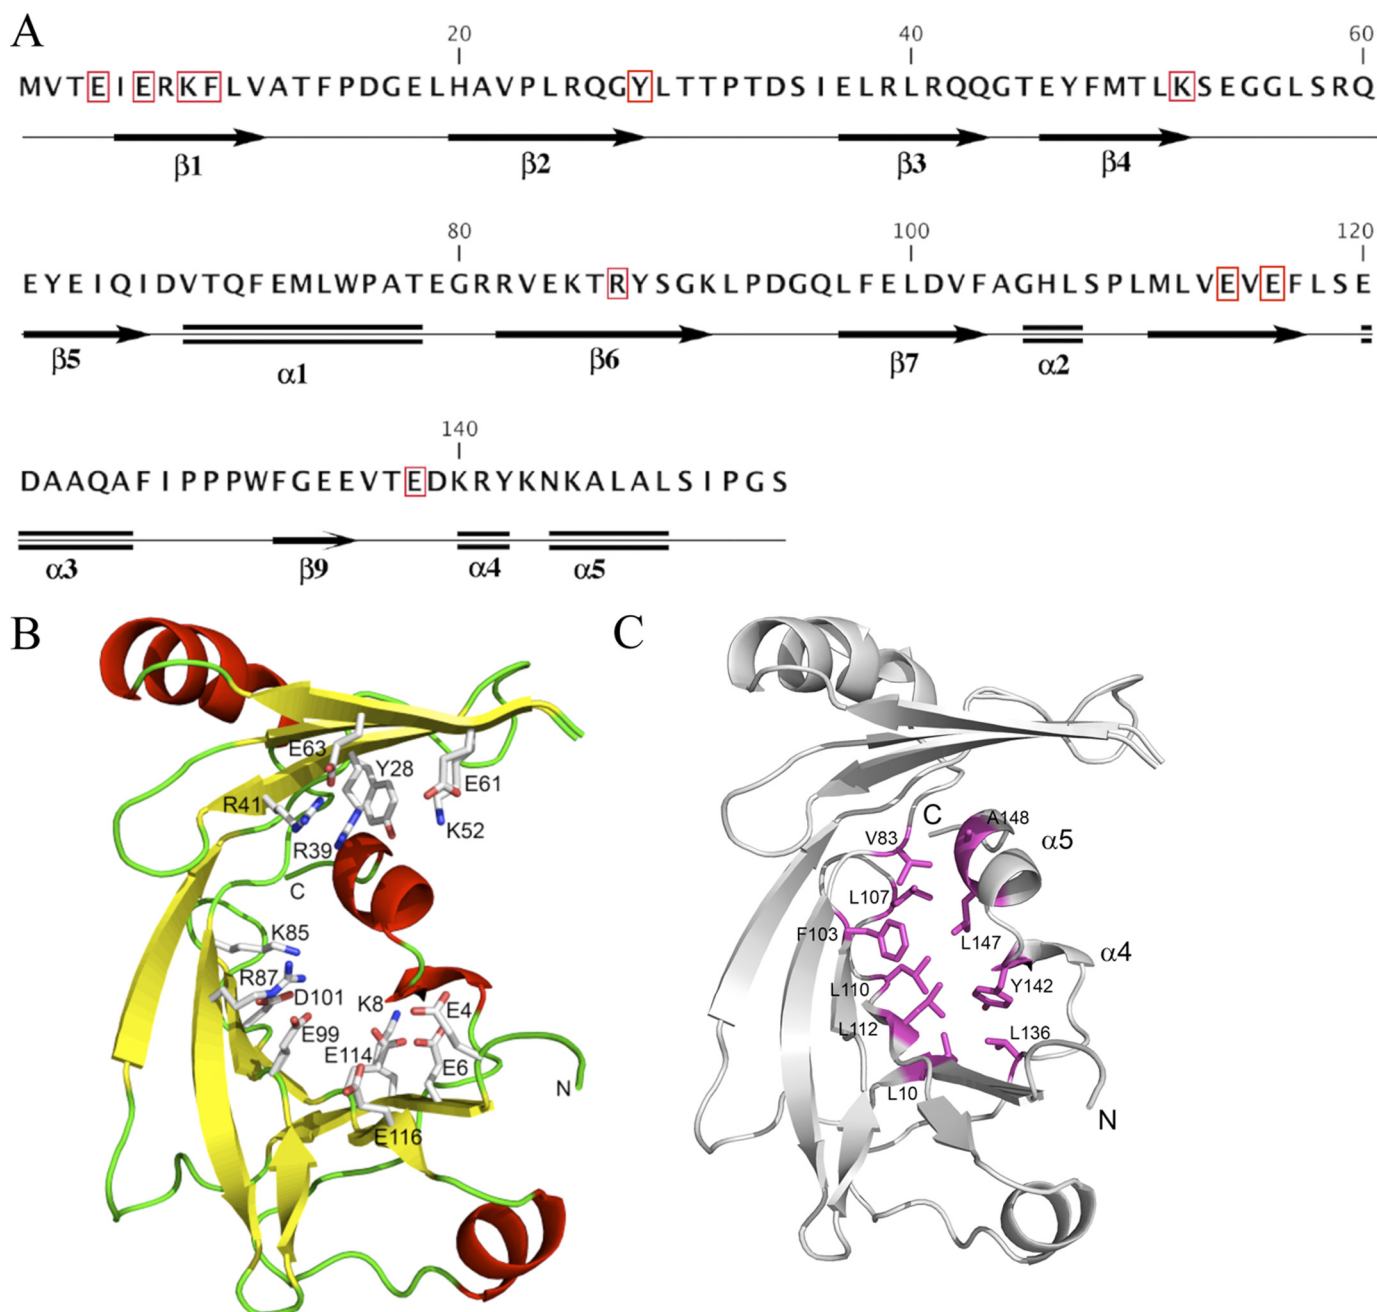 A
20 40 60
MVTEIERKFLVATFPDGELHAVPLRQGYLTTPTDSIELRLRQQGTEYFMTLKSEGGLSRQ
β1 β2 β3 β4
80 100 120
EYEIQIDVTQFEMLWPATEGRRVEKTRYSGKLPDGQLFELDVFAGHLSPLMLVEVEFLSE
β5 α1 β6 β7 α2
140
DAAQAFIPPPWFGEEVTEDKRYKNKALALSIPGS
α3 β9 α4 α5
B
E63
Y28
E61
R41
K52
R39
C
K85
R87
D101
K8
E4
E99
E114
E6
N
E116
C
C
A148
α5
V83
L107
F103
L147
α4
L110
Y142
L112
L136
L10
N